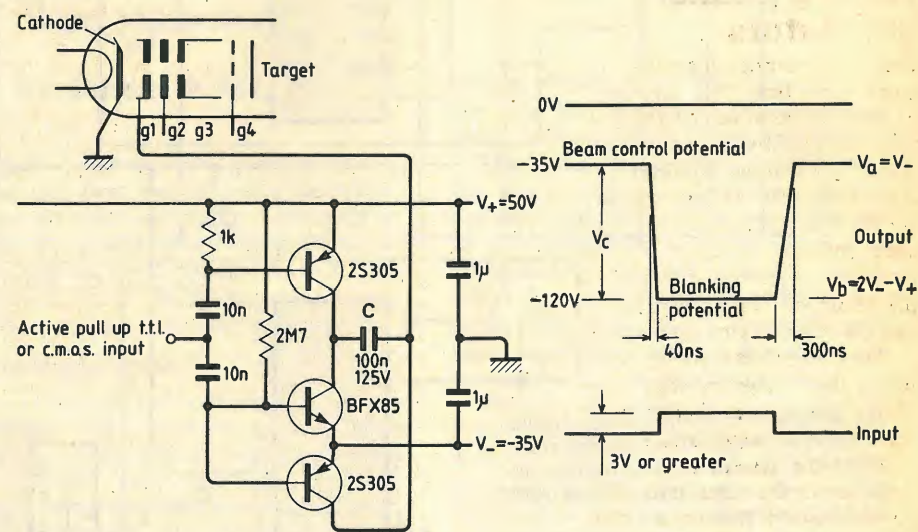 Cathode
Target
g1 g2 g3 g4
V+=50V
1k
2S305
1µ
10n
Active pull up t.t.l.
or c.m.o.s. input
2M7
C
100n
125V
10n
BFX85
1µ
V-=-35V
2S305
0V
-35V
Beam control potential
Va=V-
Vc
Output
-120V
Blanking
potential
Vb=2V-−V+
40ns
300ns
Input
3V or greater